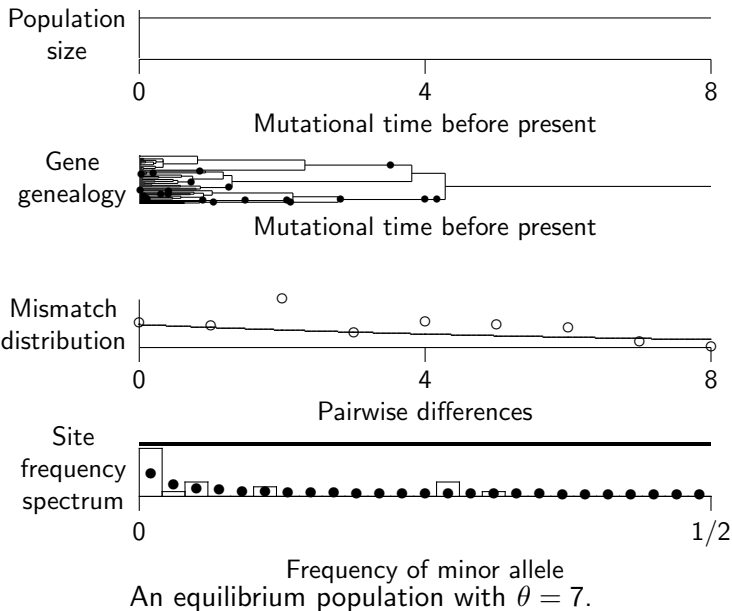 Population
size
0 4 8
Mutational time before present
Gene
genealogy
Mutational time before present
Mismatch
distribution
0 4 8
Pairwise differences
Site
frequency
spectrum
0 1/2
Frequency of minor allele
An equilibrium population with θ = 7.